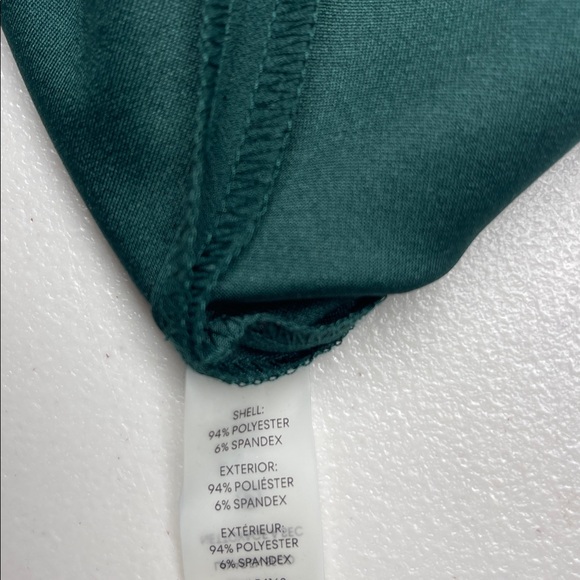 SHELL:
94% POLYESTER
6% SPANDEX
EXTERIOR:
94% POLIÉSTER
6% SPANDEX
EXTÉRIEUR:
94% POLYESTER
6% SPANDEX